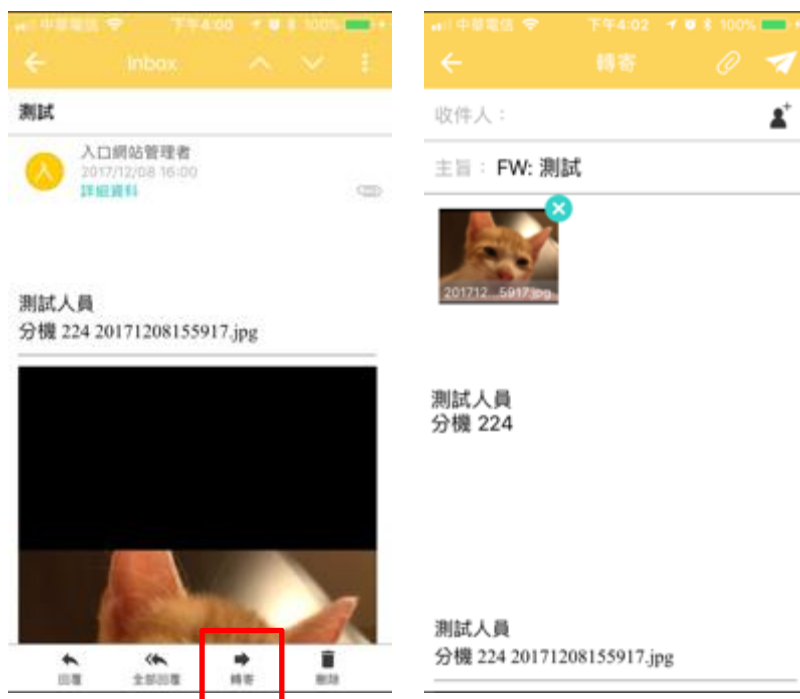 中華電信 下午4:00 100%
Inbox
測試
入口網站管理者
2017/12/08 16:00
詳細資料
入
測試人員
分機 224 20171208155917.jpg
回覆
全部回覆
轉寄
刪除
中華電信 下午4:02 100%
轉寄
收件人：
主旨：FW: 測試
201712...5917.jpg
測試人員
分機 224
測試人員
分機 224 20171208155917.jpg